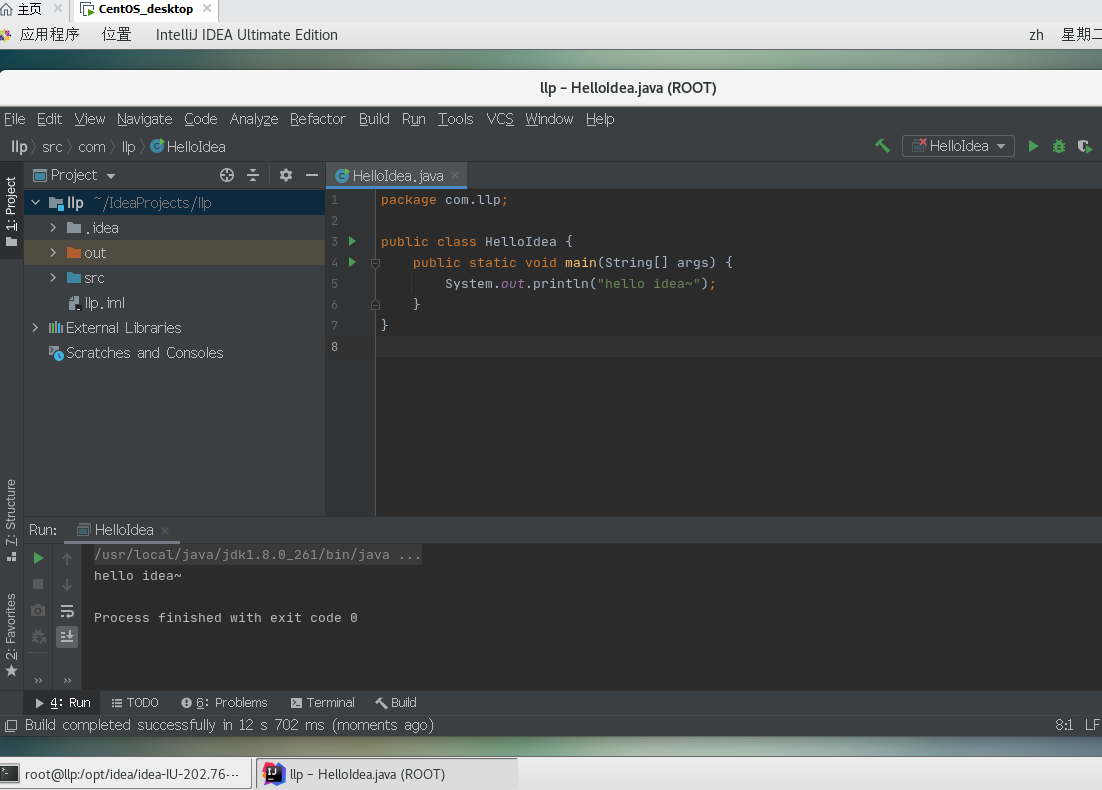 主页 CentOS_desktop
应用程序 位置 IntelliJ IDEA Ultimate Edition zh 星期二
llp – HelloIdea.java (ROOT)
File Edit View Navigate Code Analyze Refactor Build Run Tools VCS Window Help
llp src com llp HelloIdea HelloIdea
1: Project
Project
llp ~/IdeaProjects/llp
.idea
out
src
llp.iml
External Libraries
Scratches and Consoles
HelloIdea.java
1 package com.llp;
2
3 public class HelloIdea {
4 public static void main(String[] args) {
5 System.out.println("hello idea~");
6 }
7 }
8
7: Structure
2: Favorites
Run: HelloIdea
/usr/local/java/jdk1.8.0_261/bin/java ...
hello idea~
Process finished with exit code 0
4: Run TODO 6: Problems Terminal Build
Build completed successfully in 12 s 702 ms (moments ago) 8:1 LF
root@llp:/opt/idea/idea-IU-202.76··· llp – HelloIdea.java (ROOT)